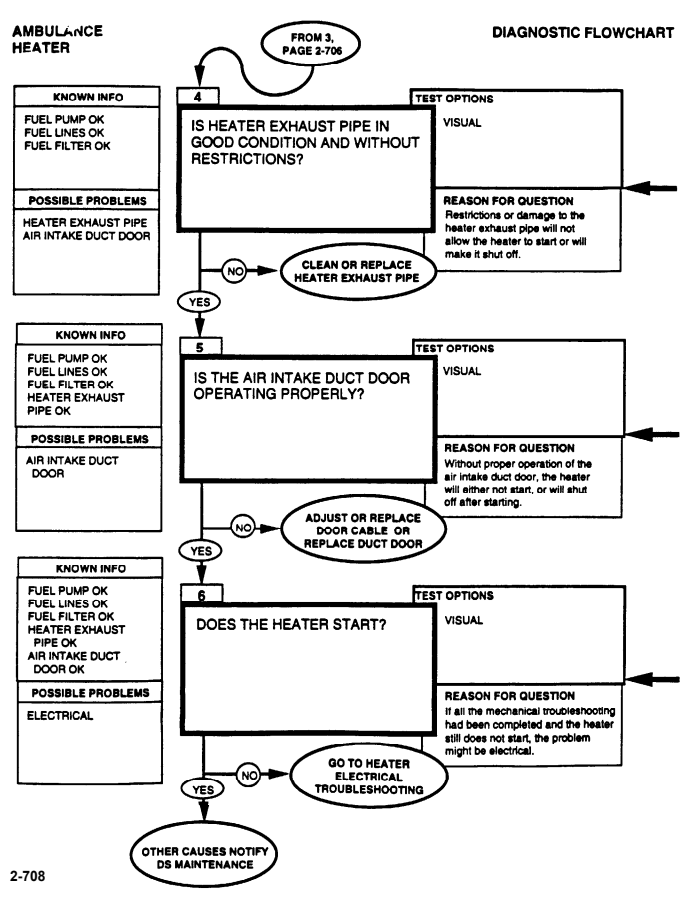 AMBULANCE
HEATER
DIAGNOSTIC FLOWCHART
FROM 3,
PAGE 2-706
KNOWN INFO
FUEL PUMP OK
FUEL LINES OK
FUEL FILTER OK
POSSIBLE PROBLEMS
HEATER EXHAUST PIPE
AIR INTAKE DUCT DOOR
4
IS HEATER EXHAUST PIPE IN
GOOD CONDITION AND WITHOUT
RESTRICTIONS?
TEST OPTIONS
VISUAL
REASON FOR QUESTION
Restrictions or damage to the
heater exhaust pipe will not
allow the heater to start or will
make it shut off.
NO
CLEAN OR REPLACE
HEATER EXHAUST PIPE
YES
KNOWN INFO
FUEL PUMP OK
FUEL LINES OK
FUEL FILTER OK
HEATER EXHAUST
PIPE OK
POSSIBLE PROBLEMS
AIR INTAKE DUCT
DOOR
5
IS THE AIR INTAKE DUCT DOOR
OPERATING PROPERLY?
TEST OPTIONS
VISUAL
REASON FOR QUESTION
Without proper operation of the
air intake duct door, the heater
will either not start, or will shut
off after starting.
NO
ADJUST OR REPLACE
DOOR CABLE OR
REPLACE DUCT DOOR
YES
KNOWN INFO
FUEL PUMP OK
FUEL LINES OK
FUEL FILTER OK
HEATER EXHAUST
PIPE OK
AIR INTAKE DUCT
DOOR OK
POSSIBLE PROBLEMS
ELECTRICAL
6
DOES THE HEATER START?
TEST OPTIONS
VISUAL
REASON FOR QUESTION
If all the mechanical troubleshooting
had been completed and the heater
still does not start, the problem
might be electrical.
NO
GO TO HEATER
ELECTRICAL
TROUBLESHOOTING
YES
OTHER CAUSES NOTIFY
DS MAINTENANCE
2-708